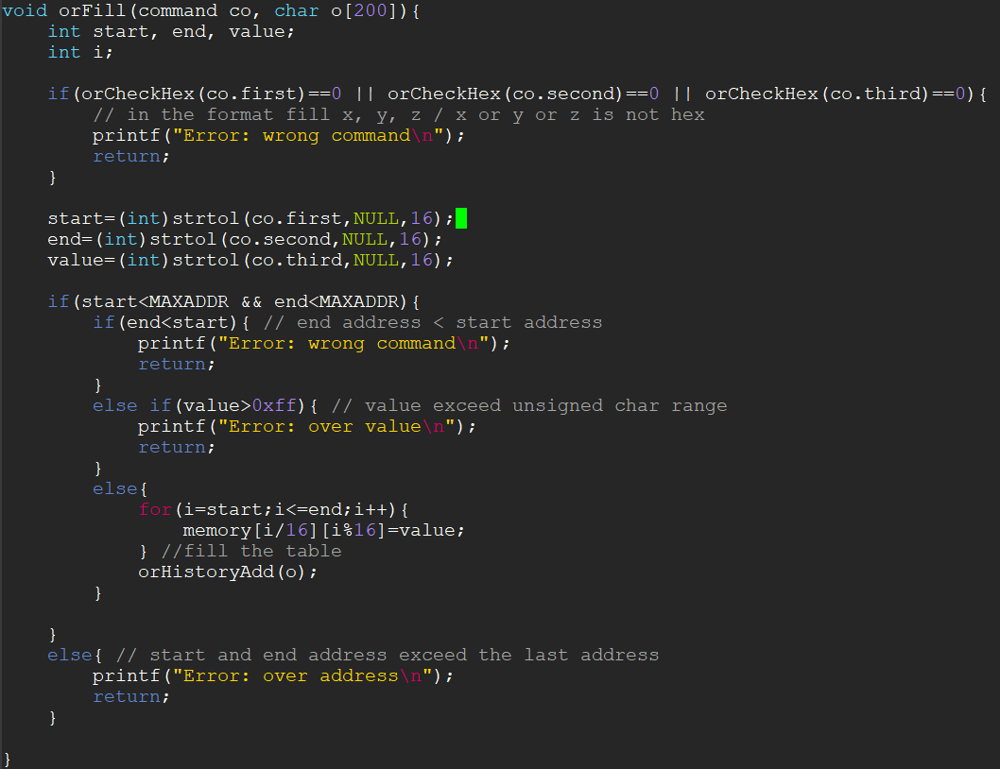 void orFill(command co, char o[200]){
    int start, end, value;
    int i;

    if(orCheckHex(co.first)==0 || orCheckHex(co.second)==0 || orCheckHex(co.third)==0){
        // in the format fill x, y, z / x or y or z is not hex
        printf("Error: wrong command\n");
        return;
    }

    start=(int)strtol(co.first,NULL,16);
    end=(int)strtol(co.second,NULL,16);
    value=(int)strtol(co.third,NULL,16);

    if(start<MAXADDR && end<MAXADDR){
        if(end<start){ // end address < start address
            printf("Error: wrong command\n");
            return;
        }
        else if(value>0xff){ // value exceed unsigned char range
            printf("Error: over value\n");
            return;
        }
        else{
            for(i=start;i<=end;i++){
                memory[i/16][i%16]=value;
            } //fill the table
            orHistoryAdd(o);
        }

    }
    else{ // start and end address exceed the last address
        printf("Error: over address\n");
        return;
    }

}